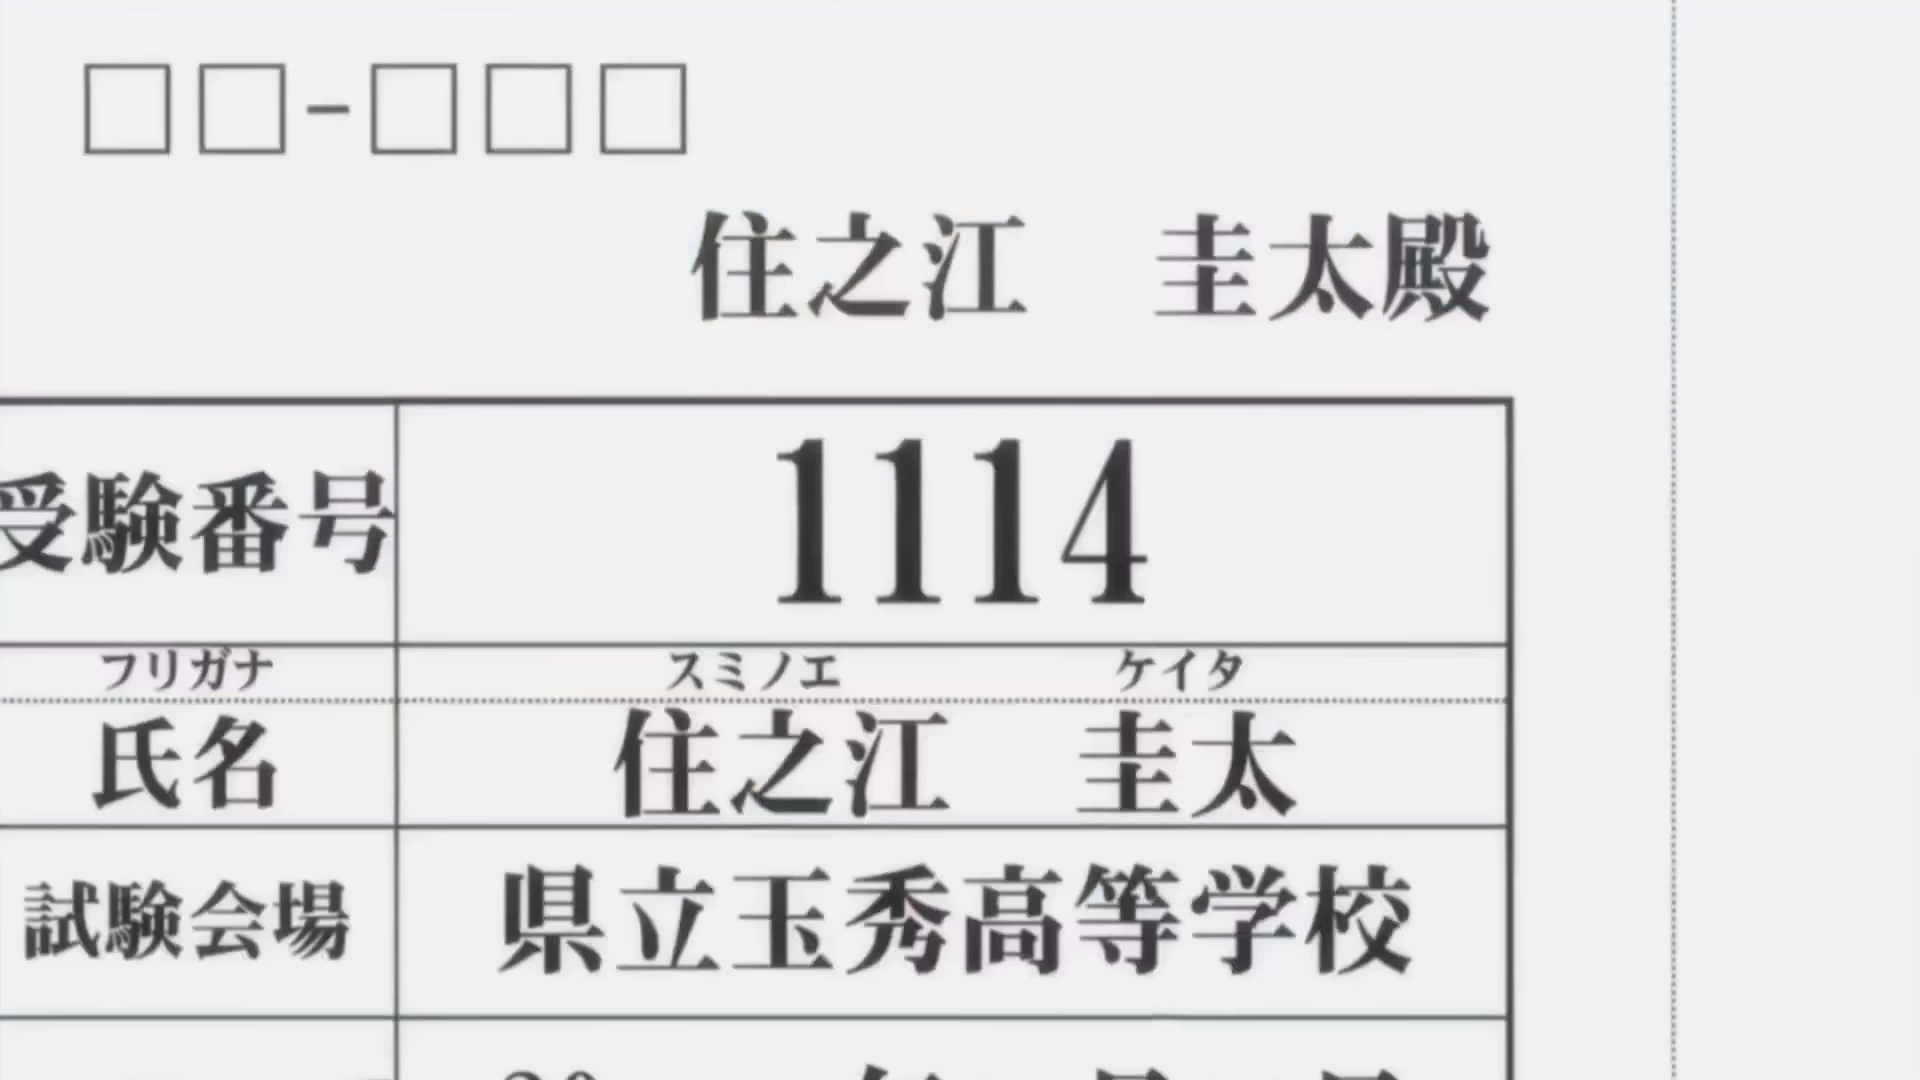 □□-□□□
住之江　圭太殿
受験番号 1114
フリガナ スミノエ ケイタ
氏名 住之江　圭太
試験会場 県立玉秀高等学校